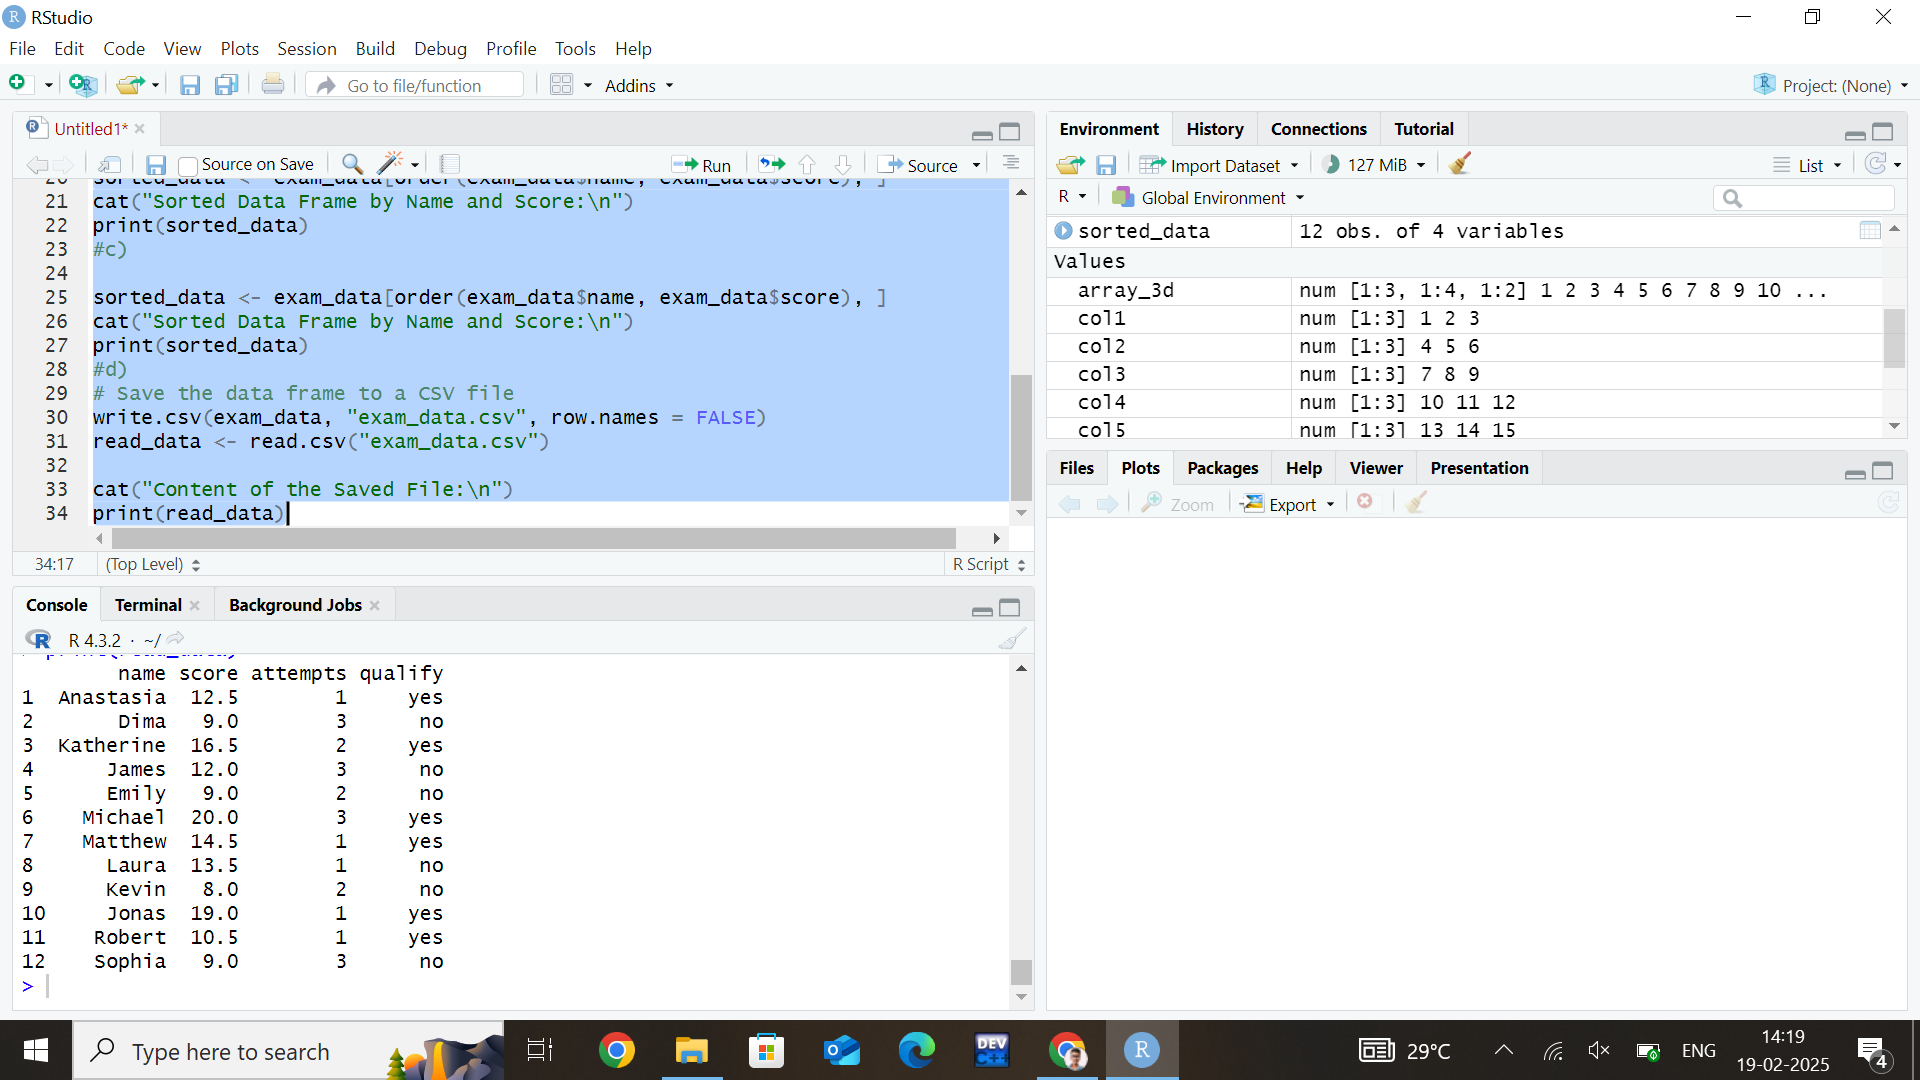 RStudio
File Edit Code View Plots Session Build Debug Profile Tools Help
Go to file/function Addins Project: (None)
Untitled1*
Source on Save Run Source
20 sorted_data <- exam_data[order(exam_data$name, exam_data$score), ]
21 cat("Sorted Data Frame by Name and Score:\n")
22 print(sorted_data)
23 #c)
24
25 sorted_data <- exam_data[order(exam_data$name, exam_data$score), ]
26 cat("Sorted Data Frame by Name and Score:\n")
27 print(sorted_data)
28 #d)
29 # Save the data frame to a CSV file
30 write.csv(exam_data, "exam_data.csv", row.names = FALSE)
31 read_data <- read.csv("exam_data.csv")
32
33 cat("Content of the Saved File:\n")
34 print(read_data)
34:17 (Top Level) R Script
Console Terminal Background Jobs
R 4.3.2 · ~/
> print(read_data)
name score attempts qualify
1 Anastasia 12.5 1 yes
2 Dima 9.0 3 no
3 Katherine 16.5 2 yes
4 James 12.0 3 no
5 Emily 9.0 2 no
6 Michael 20.0 3 yes
7 Matthew 14.5 1 yes
8 Laura 13.5 1 no
9 Kevin 8.0 2 no
10 Jonas 19.0 1 yes
11 Robert 10.5 1 yes
12 Sophia 9.0 3 no
>
Environment History Connections Tutorial
Import Dataset 127 MiB List
R Global Environment
sorted_data 12 obs. of 4 variables
Values
array_3d num [1:3, 1:4, 1:2] 1 2 3 4 5 6 7 8 9 10 ...
col1 num [1:3] 1 2 3
col2 num [1:3] 4 5 6
col3 num [1:3] 7 8 9
col4 num [1:3] 10 11 12
col5 num [1:3] 13 14 15
Files Plots Packages Help Viewer Presentation
Zoom Export
Type here to search
DEV C++
R
29°C ENG
14:19
19-02-2025
4